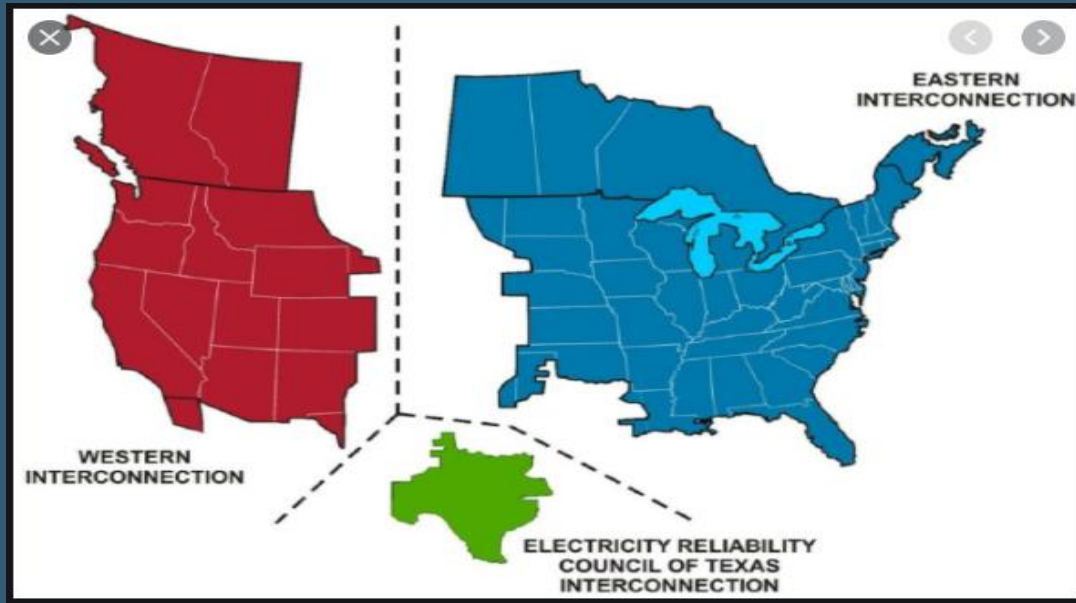 EASTERN
INTERCONNECTION
WESTERN
INTERCONNECTION
ELECTRICITY RELIABILITY
COUNCIL OF TEXAS
INTERCONNECTION